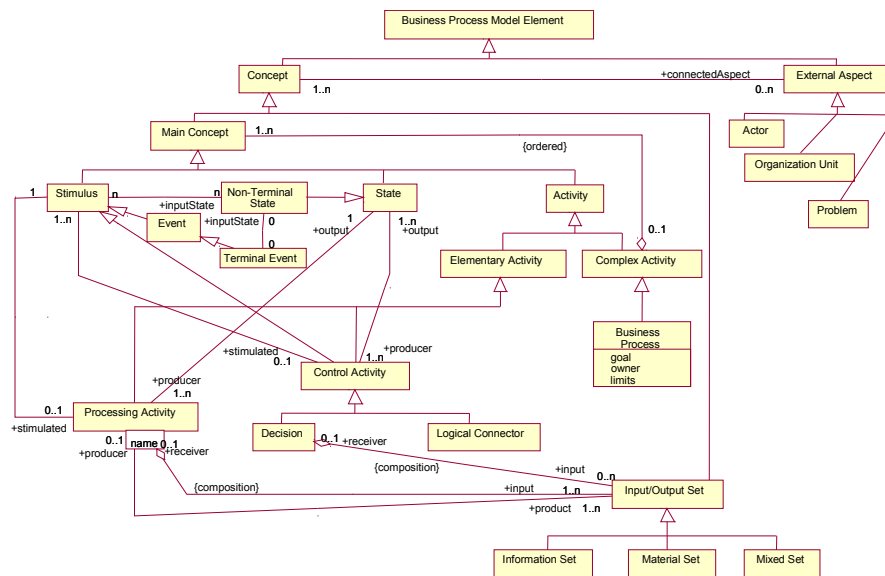 Business Process Model Element
Concept
1..n
+connectedAspect
0..n
External Aspect
Main Concept
1..n
{ordered}
Actor
Organization Unit
Problem
1
Stimulus
n
n
Non-Terminal
State
State
Activity
+inputState
1..n
Event
+inputState
0
0
Terminal Event
1
+output
1..n
+output
0..1
Elementary Activity
Complex Activity
Business
Process
goal
owner
limits
+stimulated
0..1
1..n
+producer
Control Activity
+producer
1..n
0..1
+stimulated
Processing Activity
name
0..1
+producer
0..1
+receiver
Decision
Logical Connector
0..1
+receiver
{composition}
+input
0..n
{composition}
+input
1..n
Input/Output Set
+product
1..n
Information Set
Material Set
Mixed Set